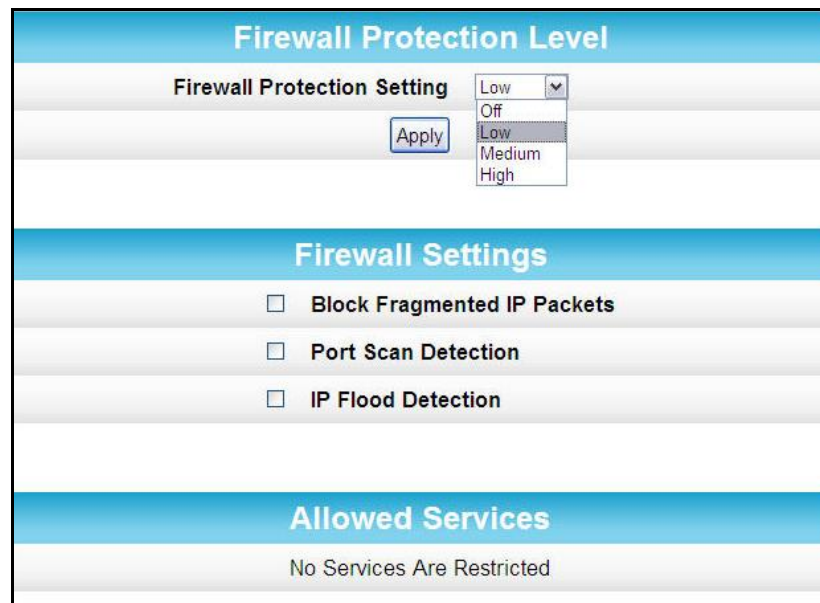 Firewall Protection Level
Firewall Protection Setting Low
Off
Apply Low
Medium
High
Firewall Settings
Block Fragmented IP Packets
Port Scan Detection
IP Flood Detection
Allowed Services
No Services Are Restricted